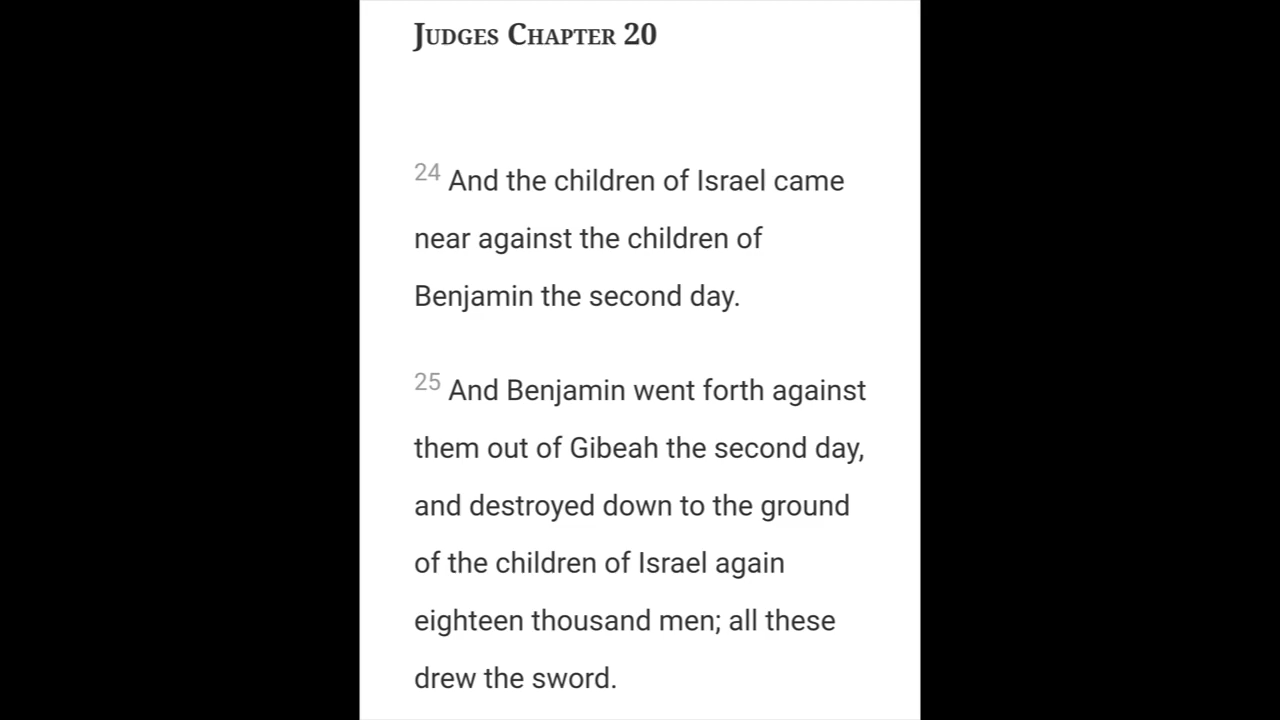 Judges Chapter 20
24 And the children of Israel came
near against the children of
Benjamin the second day.
25 And Benjamin went forth against
them out of Gibeah the second day,
and destroyed down to the ground
of the children of Israel again
eighteen thousand men; all these
drew the sword.